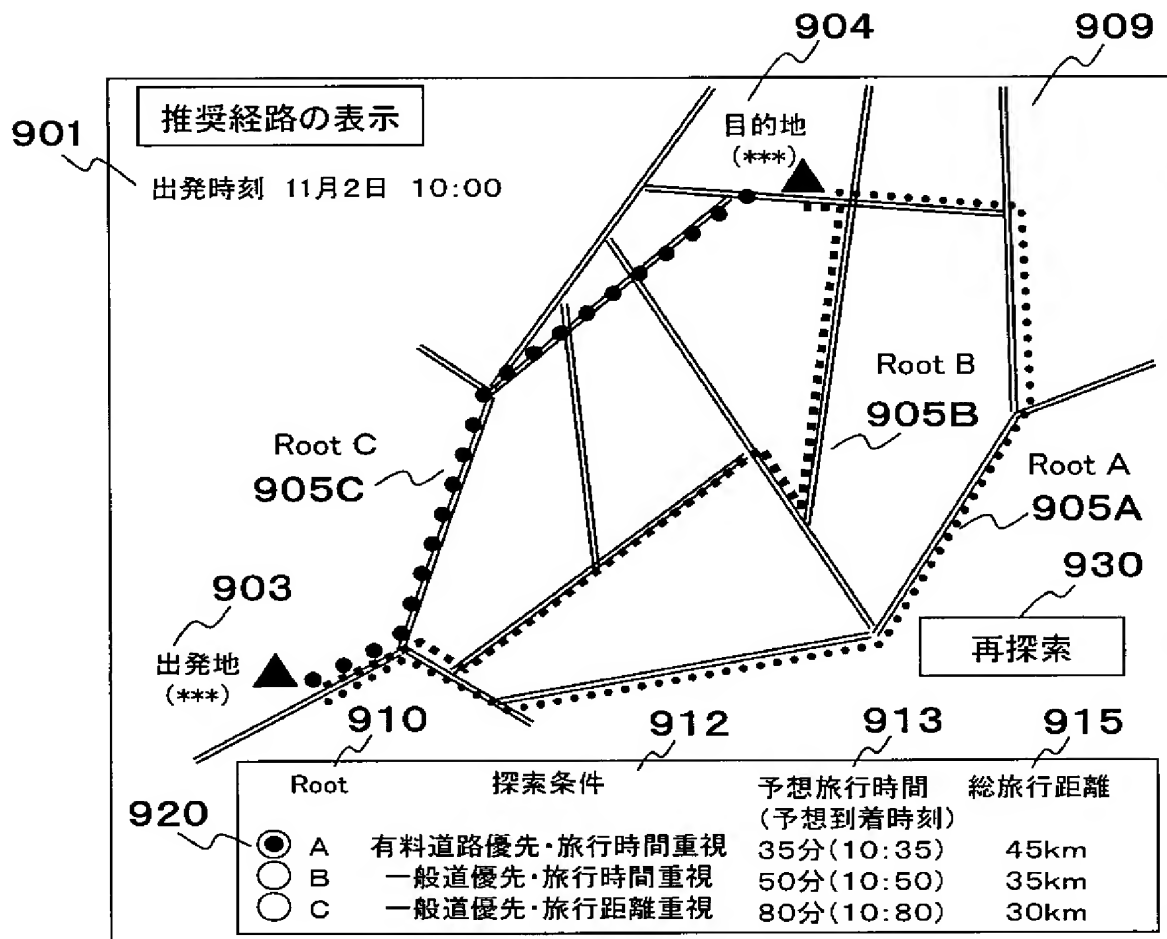 904
909
推奨経路の表示
目的地
(***)
901
出発時刻 11月2日 10:00
Root B
905B
Root C
905C
Root A
905A
903
930
出発地
(***)
再探索
910
912
913
915
Root 探索条件 予想旅行時間 総旅行距離
(予想到着時刻)
920
A 有料道路優先・旅行時間重視 35分(10:35) 45km
B 一般道優先・旅行時間重視 50分(10:50) 35km
C 一般道優先・旅行距離重視 80分(10:80) 30km